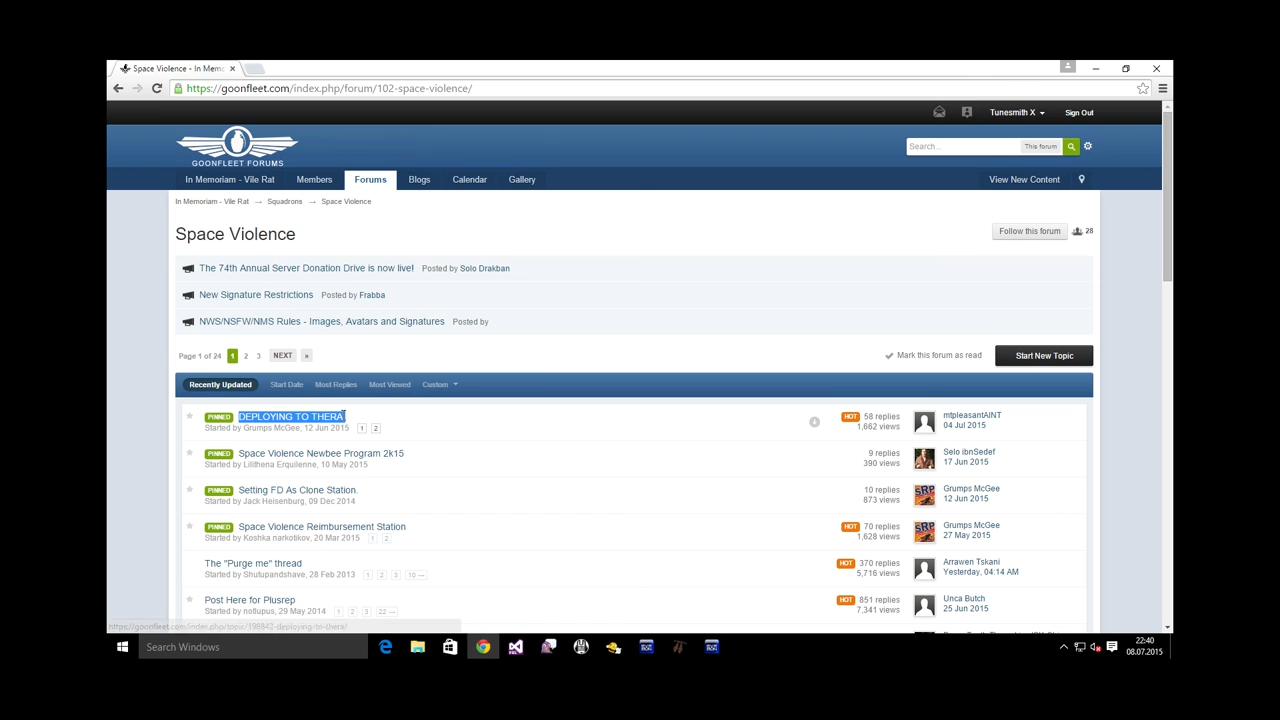 Space Violence - In Memo
https://goonfleet.com/index.php/forum/102-space-violence/
Tunesmith X
Sign Out
GOONFLEET FORUMS
Search...
This forum
In Memoriam - Vile Rat
Members
Forums
Blogs
Calendar
Gallery
View New Content
In Memoriam - Vile Rat → Squadrons → Space Violence
Space Violence
Follow this forum
28
The 74th Annual Server Donation Drive is now live! Posted by Solo Drakban
New Signature Restrictions Posted by Frabba
NWS/NSFW/NMS Rules - Images, Avatars and Signatures Posted by
Page 1 of 24 1 2 3 NEXT »
Mark this forum as read
Start New Topic
Recently Updated Start Date Most Replies Most Viewed Custom
PINNED DEPLOYING TO THERA
Started by Grumps McGee, 12 Jun 2015 1 2
HOT 58 replies
1,662 views
mtpleasantAINT
04 Jul 2015
PINNED Space Violence Newbee Program 2k15
Started by Lilithena Erquilenne, 10 May 2015
9 replies
390 views
Selo ibnSedef
17 Jun 2015
PINNED Setting FD As Clone Station.
Started by Jack Heisenburg, 09 Dec 2014
10 replies
873 views
SRP
Grumps McGee
12 Jun 2015
PINNED Space Violence Reimbursement Station
Started by Koshka narkotikov, 20 Mar 2015 1 2
HOT 70 replies
1,628 views
SRP
Grumps McGee
27 May 2015
The "Purge me" thread
Started by Shutupandshave, 28 Feb 2013 1 2 3 10 →
HOT 370 replies
5,716 views
Arrawen Tskani
Yesterday, 04:14 AM
Post Here for Plusrep
Started by notlupus, 29 May 2014 1 2 3 22 →
HOT 851 replies
7,341 views
Unca Butch
25 Jun 2015
Search Windows
22:40
08.07.2015